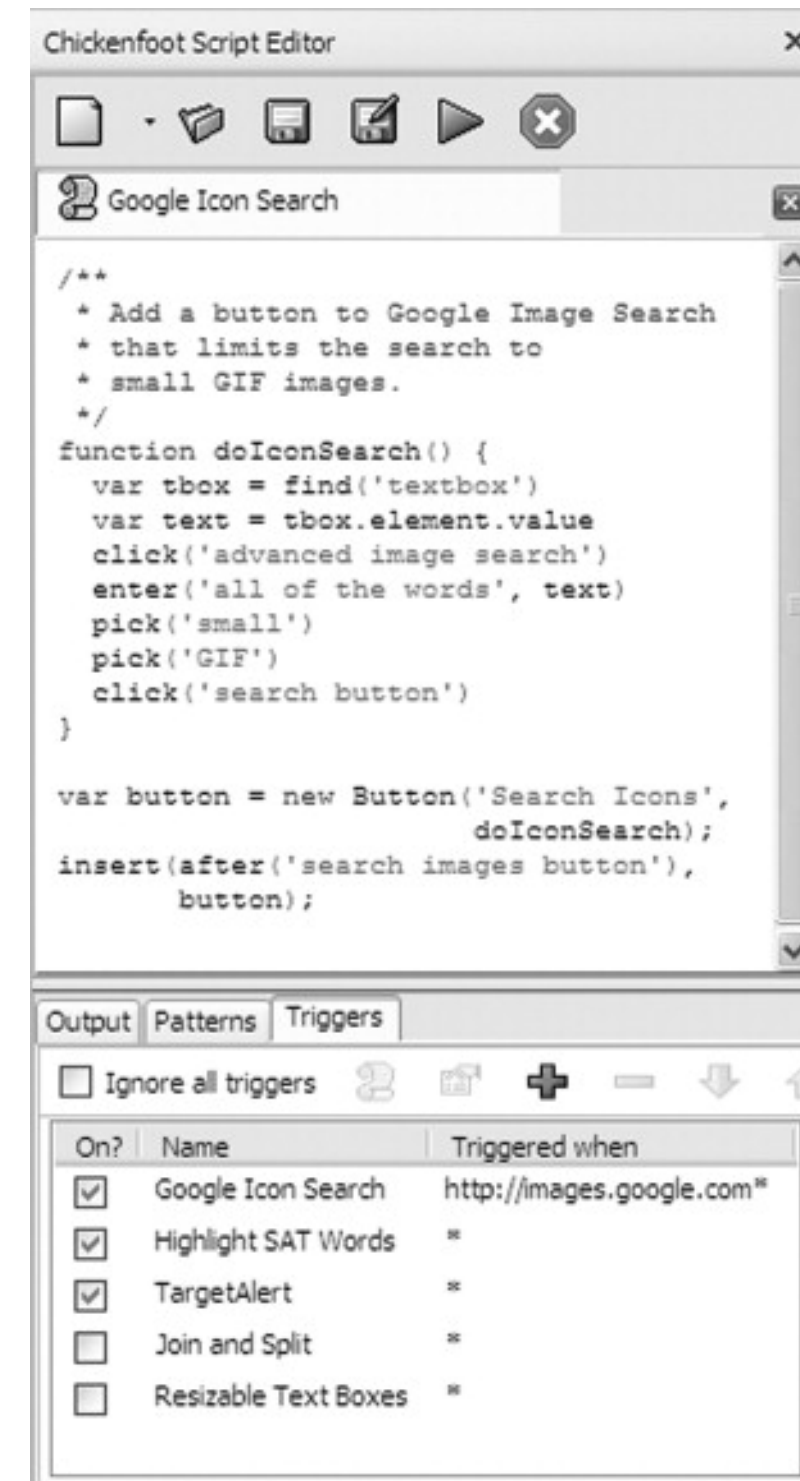 Chickenfoot Script Editor
Google Icon Search
/**
 * Add a button to Google Image Search
 * that limits the search to
 * small GIF images.
 */
function doIconSearch() {
  var tbox = find('textbox')
  var text = tbox.element.value
  click('advanced image search')
  enter('all of the words', text)
  pick('small')
  pick('GIF')
  click('search button')
}
var button = new Button('Search Icons',
                        doIconSearch);
insert(after('search images button'),
       button);
Output Patterns Triggers
Ignore all triggers
On? Name Triggered when
Google Icon Search http://images.google.com*
Highlight SAT Words *
TargetAlert *
Join and Split *
Resizable Text Boxes *